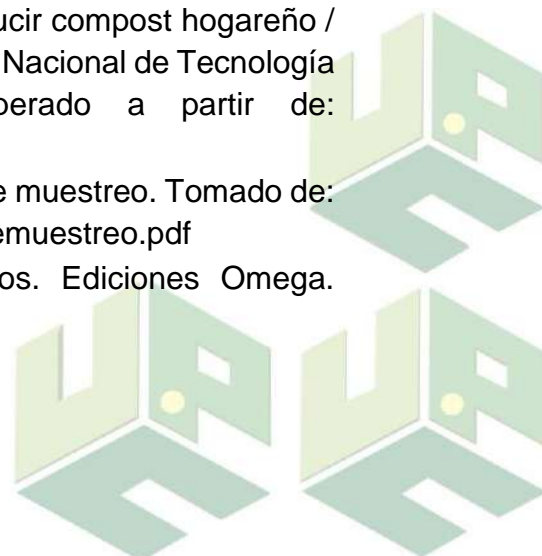 ucir compost hogareño /
Nacional de Tecnología
perado a partir de:
e muestreo. Tomado de:
emuestreo.pdf
os. Ediciones Omega.